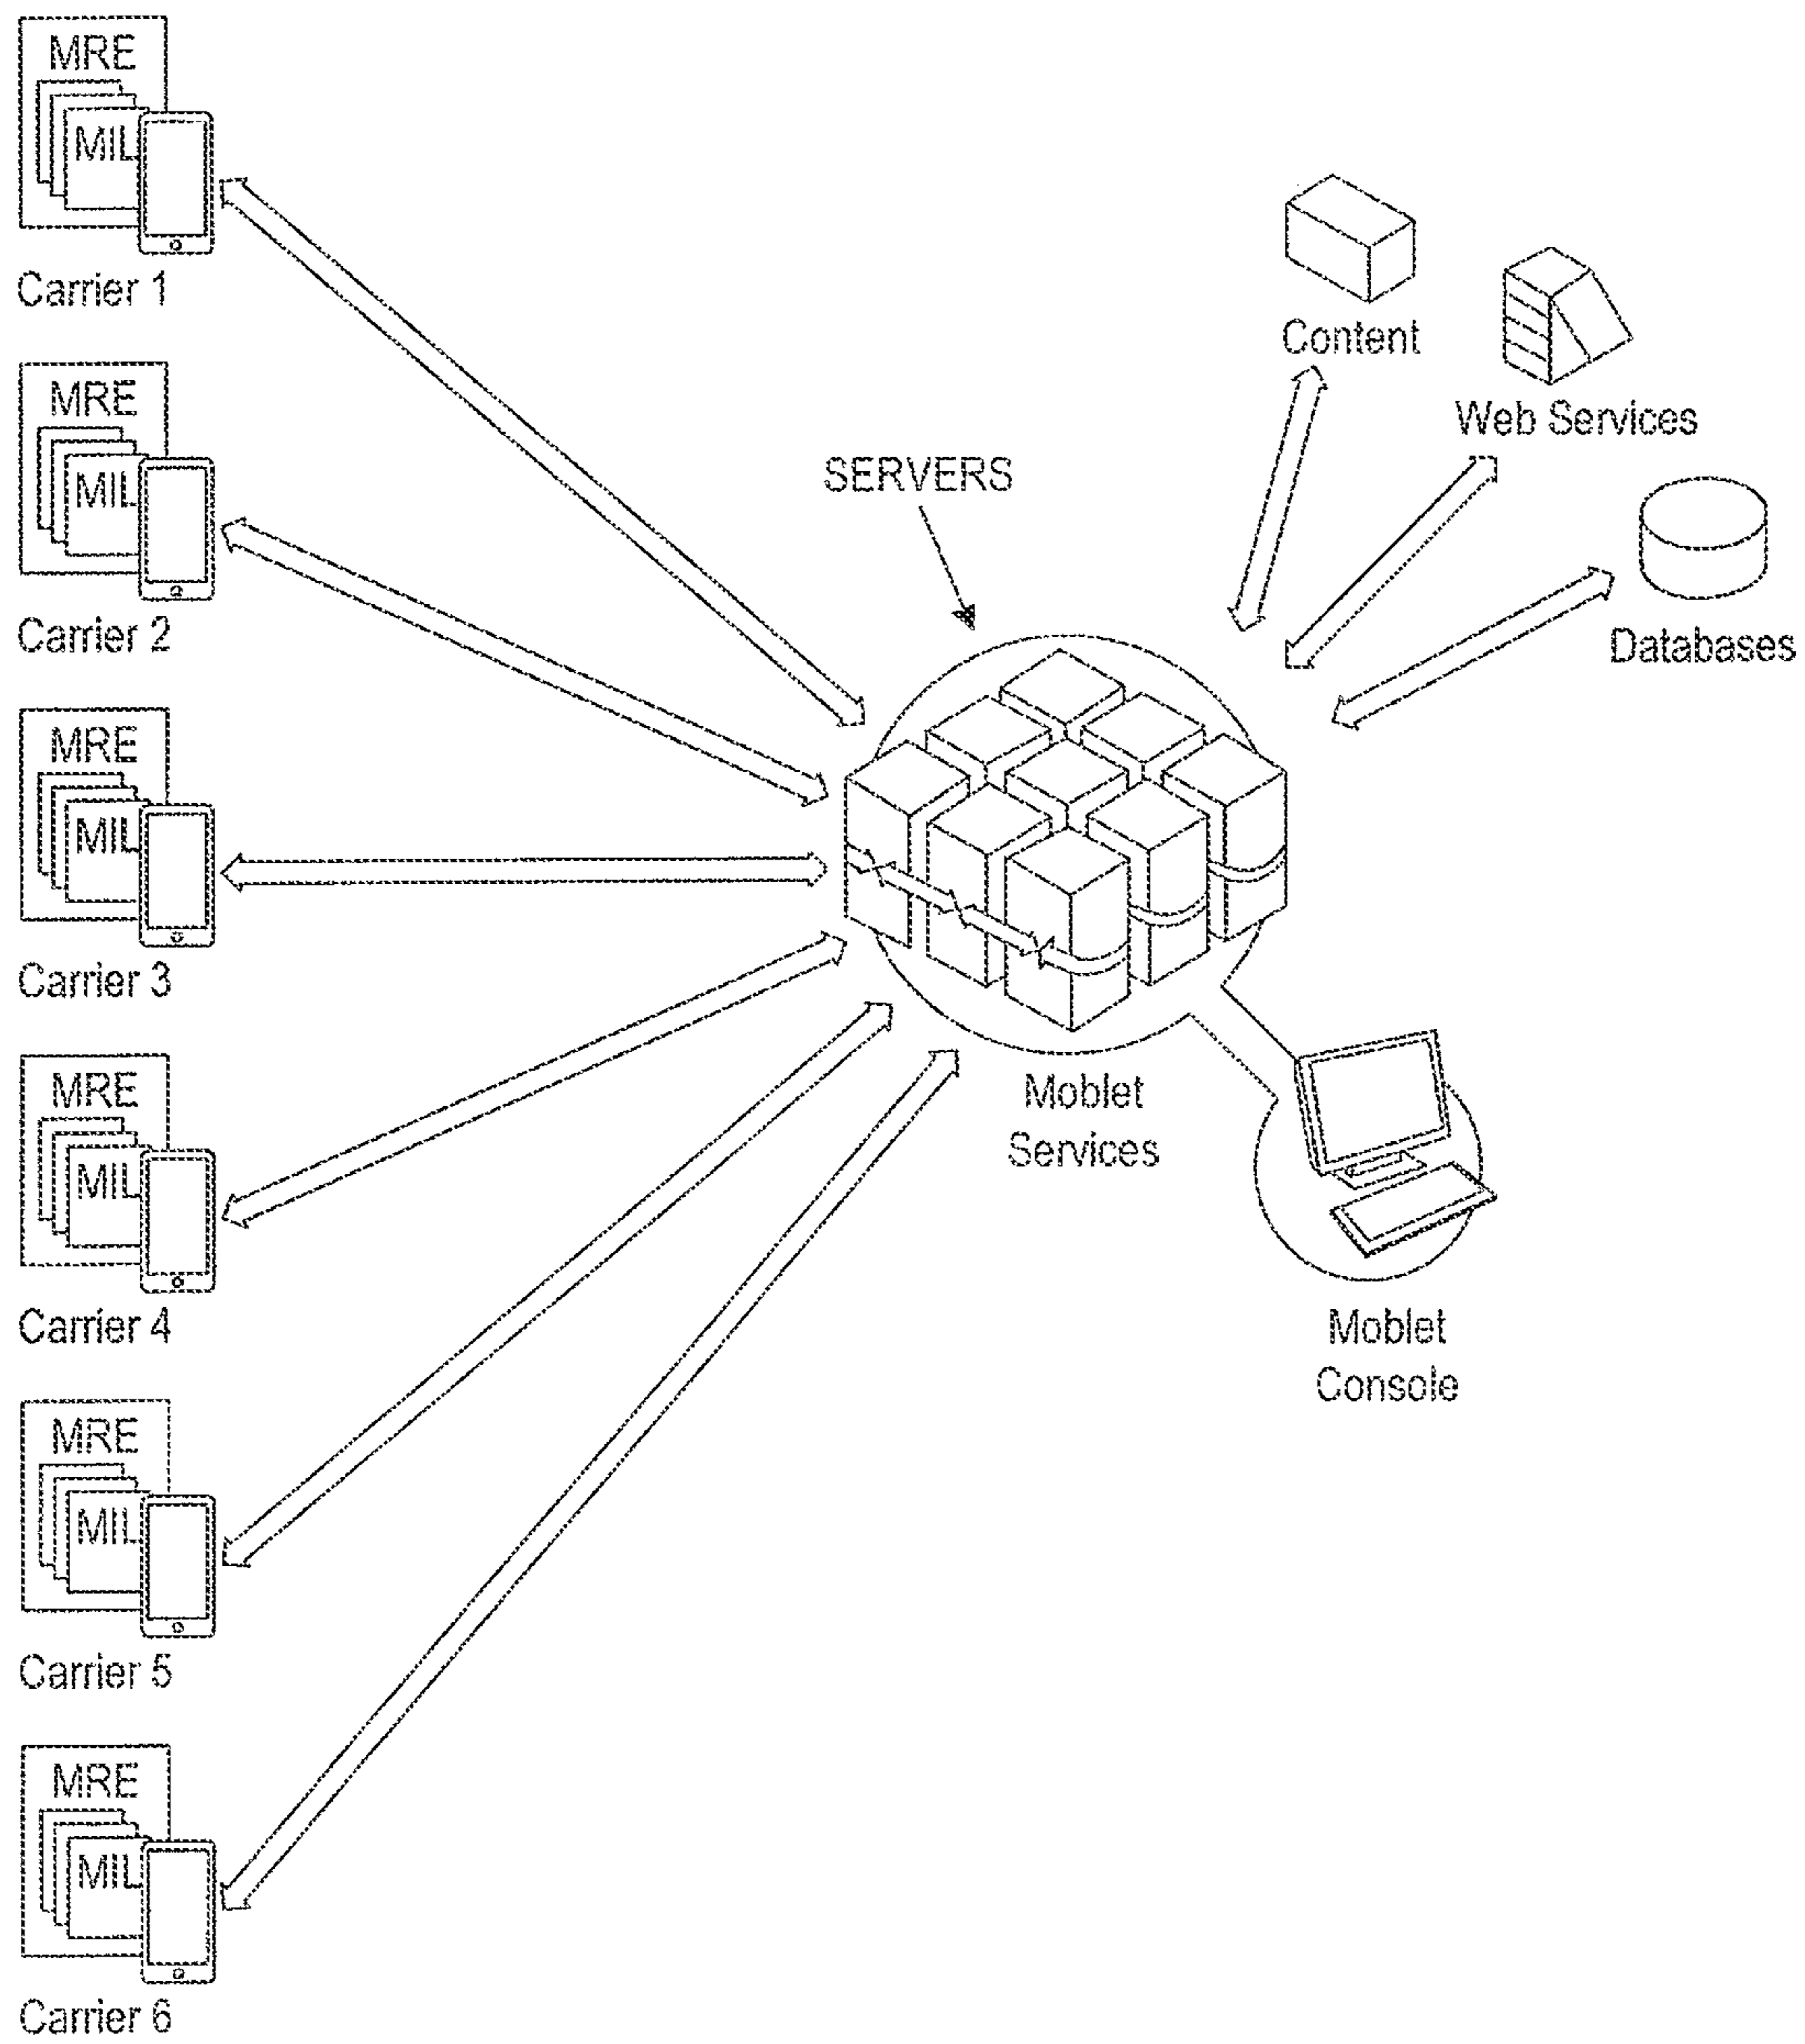 MRE
MIL
Carrier 1
MRE
MIL
Carrier 2
MRE
MIL
Carrier 3
MRE
MIL
Carrier 4
MRE
MIL
Carrier 5
MRE
MIL
Carrier 6
SERVERS
Content
Web Services
Databases
Moblet
Services
Moblet
Console